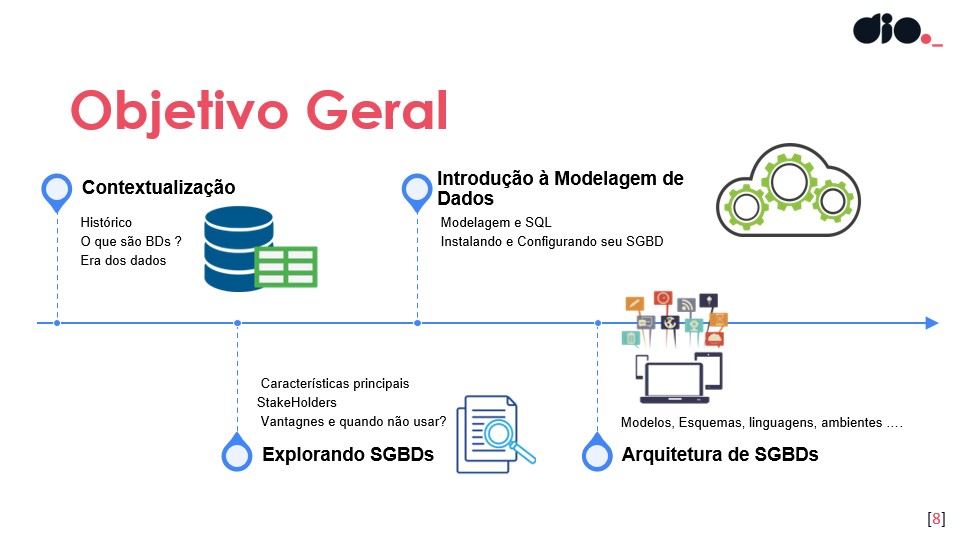 dio._
Objetivo Geral
Contextualização
Histórico
O que são BDs ?
Era dos dados
Introdução à Modelagem de
Dados
Modelagem e SQL
Instalando e Configurando seu SGBD
Características principais
StakeHolders
Vantagnes e quando não usar?
Explorando SGBDs
Modelos, Esquemas, linguagens, ambientes ….
Arquitetura de SGBDs
[8]